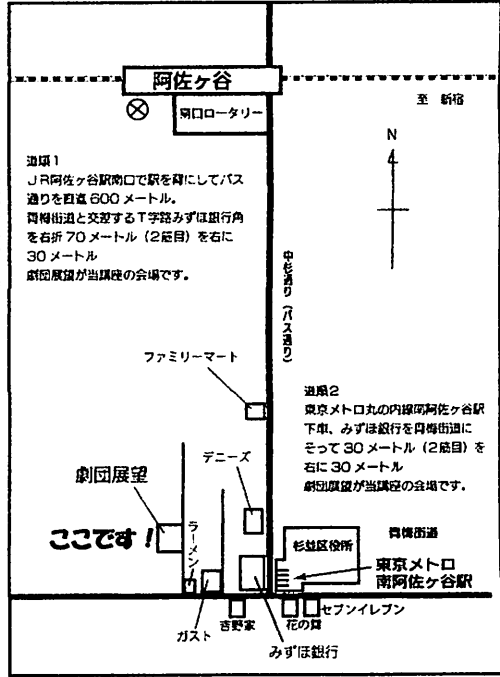 阿佐ヶ谷
南口ロータリー
至 新宿
N
道順1
JR阿佐ヶ谷駅南口で駅を背にしてバス
通りを直進600メートル。
青梅街道と交差するT字路みずほ銀行角
を右折70メートル(2筋目)を右に
30メートル
劇団展望が当講座の会場です。
中杉通り(バス通り)
ファミリーマート
道順2
東京メトロ丸の内線南阿佐ヶ谷駅
下車、みずほ銀行を青梅街道に
そって30メートル(2筋目)を
右に30メートル
劇団展望が当講座の会場です。
デニーズ
劇団展望
ここです!
ラーメン
青梅街道
杉並区役所
東京メトロ
南阿佐ヶ谷駅
セブンイレブン
花の舞
吉野家
ガスト
みずほ銀行